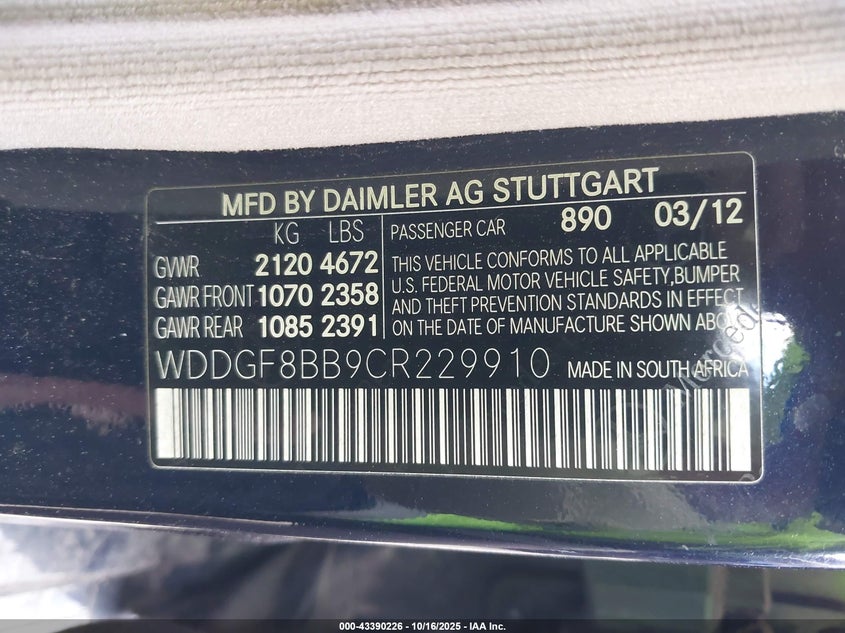 MFD BY DAIMLER AG STUTTGART
KG LBS
GVWR 2120 4672
GAWR FRONT 1070 2358
GAWR REAR 1085 2391
PASSENGER CAR 890 03/12
THIS VEHICLE CONFORMS TO ALL APPLICABLE
U.S. FEDERAL MOTOR VEHICLE SAFETY,BUMPER
AND THEFT PREVENTION STANDARDS IN EFFECT
ON THE DATE OF MANUFACTURE SHOWN
WDDGF8BB9CR229910 MADE IN SOUTH AFRICA
000-43390226 - 10/16/2025 - IAA Inc.